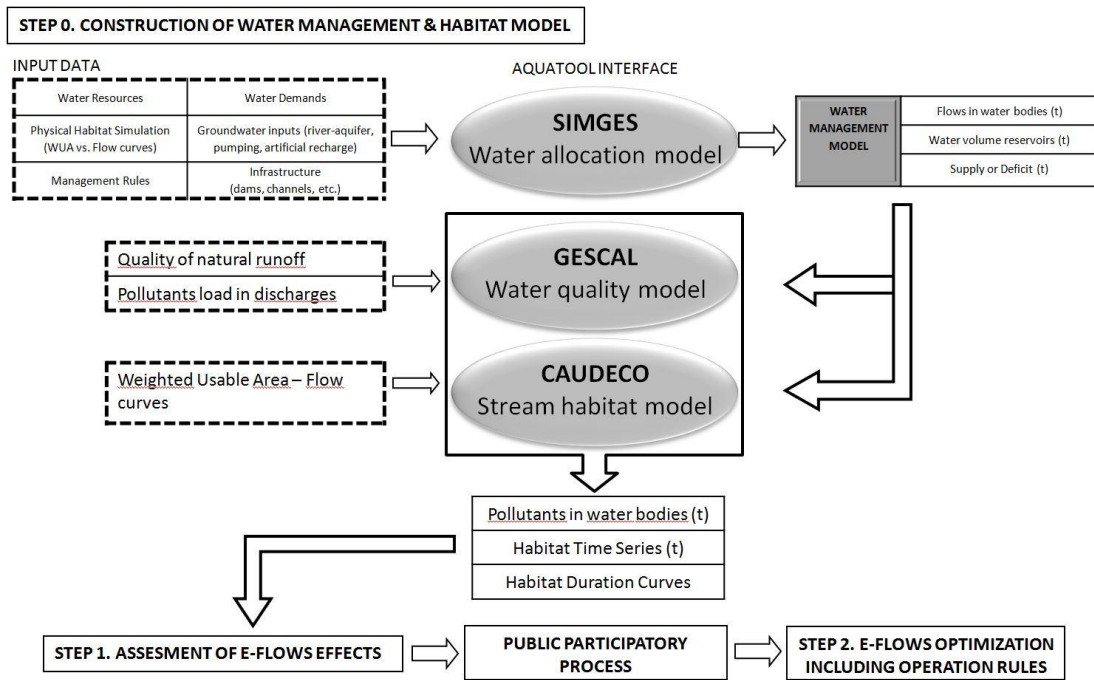 STEP 0. CONSTRUCTION OF WATER MANAGEMENT & HABITAT MODEL
INPUT DATA
AQUATOOL INTERFACE
Water Resources
Water Demands
Physical Habitat Simulation
(WUA vs. Flow curves)
Groundwater inputs (river-aquifer,
pumping, artificial recharge)
Management Rules
Infrastructure
(dams, channels, etc.)
SIMGES
Water allocation model
WATER
MANAGEMENT
MODEL
Flows in water bodies (t)
Water volume reservoirs (t)
Supply or Deficit (t)
Quality of natural runoff
Pollutants load in discharges
GESCAL
Water quality model
Weighted Usable Area – Flow
curves
CAUDECO
Stream habitat model
Pollutants in water bodies (t)
Habitat Time Series (t)
Habitat Duration Curves
STEP 1. ASSESMENT OF E-FLOWS EFFECTS
PUBLIC PARTICIPATORY
PROCESS
STEP 2. E-FLOWS OPTIMIZATION
INCLUDING OPERATION RULES